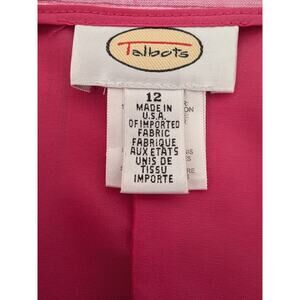 Talbots
12
MADE IN
U.S.A.
OF IMPORTED
FABRIC
FABRIQUE
AUX ETATS
UNIS DE
TISSU
IMPORTE